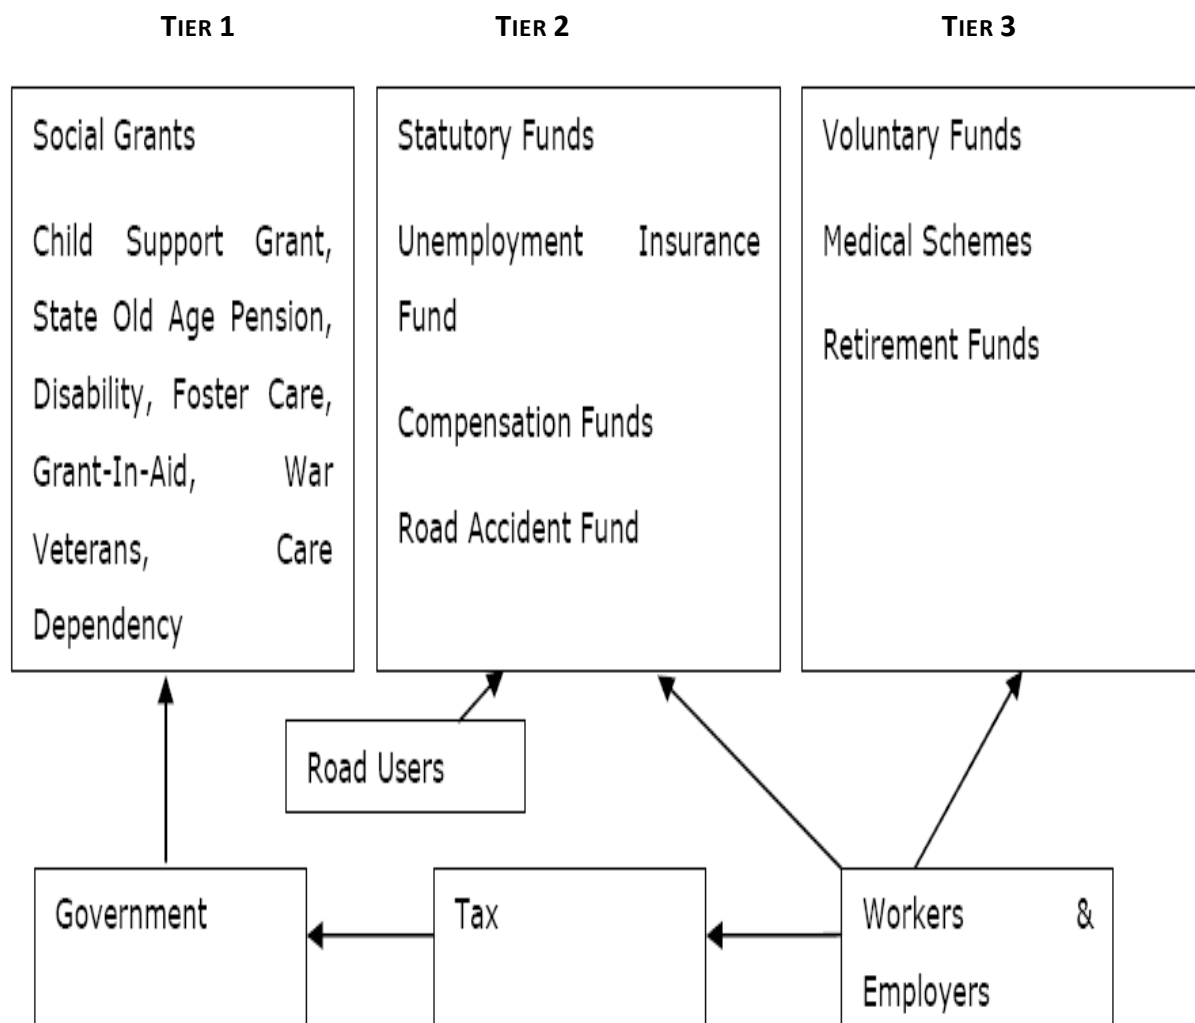 TIER 1
TIER 2
TIER 3
Social Grants
Child Support Grant,
State Old Age Pension,
Disability, Foster Care,
Grant-In-Aid, War
Veterans, Care
Dependency
Statutory Funds
Unemployment Insurance
Fund
Compensation Funds
Road Accident Fund
Voluntary Funds
Medical Schemes
Retirement Funds
Road Users
Government
Tax
Workers &
Employers